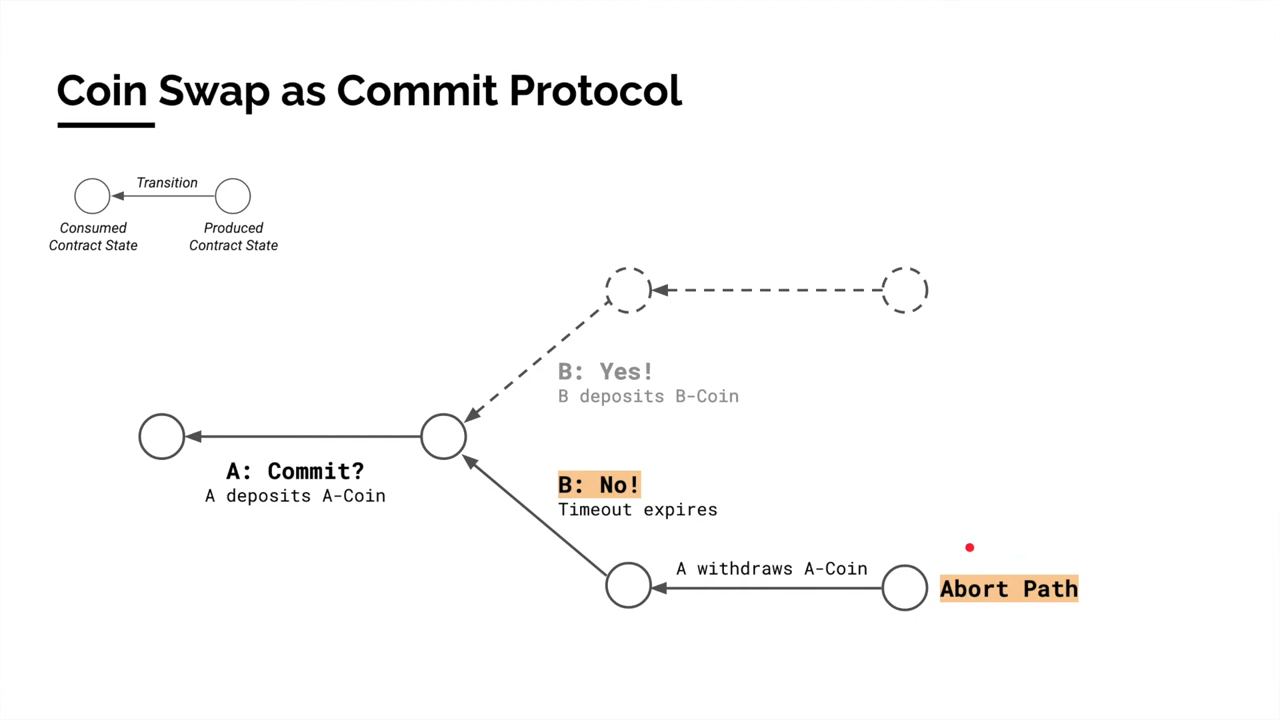 Coin Swap as Commit Protocol
Transition
Consumed
Contract State
Produced
Contract State
B: Yes!
B deposits B-Coin
A: Commit?
A deposits A-Coin
B: No!
Timeout expires
A withdraws A-Coin
Abort Path